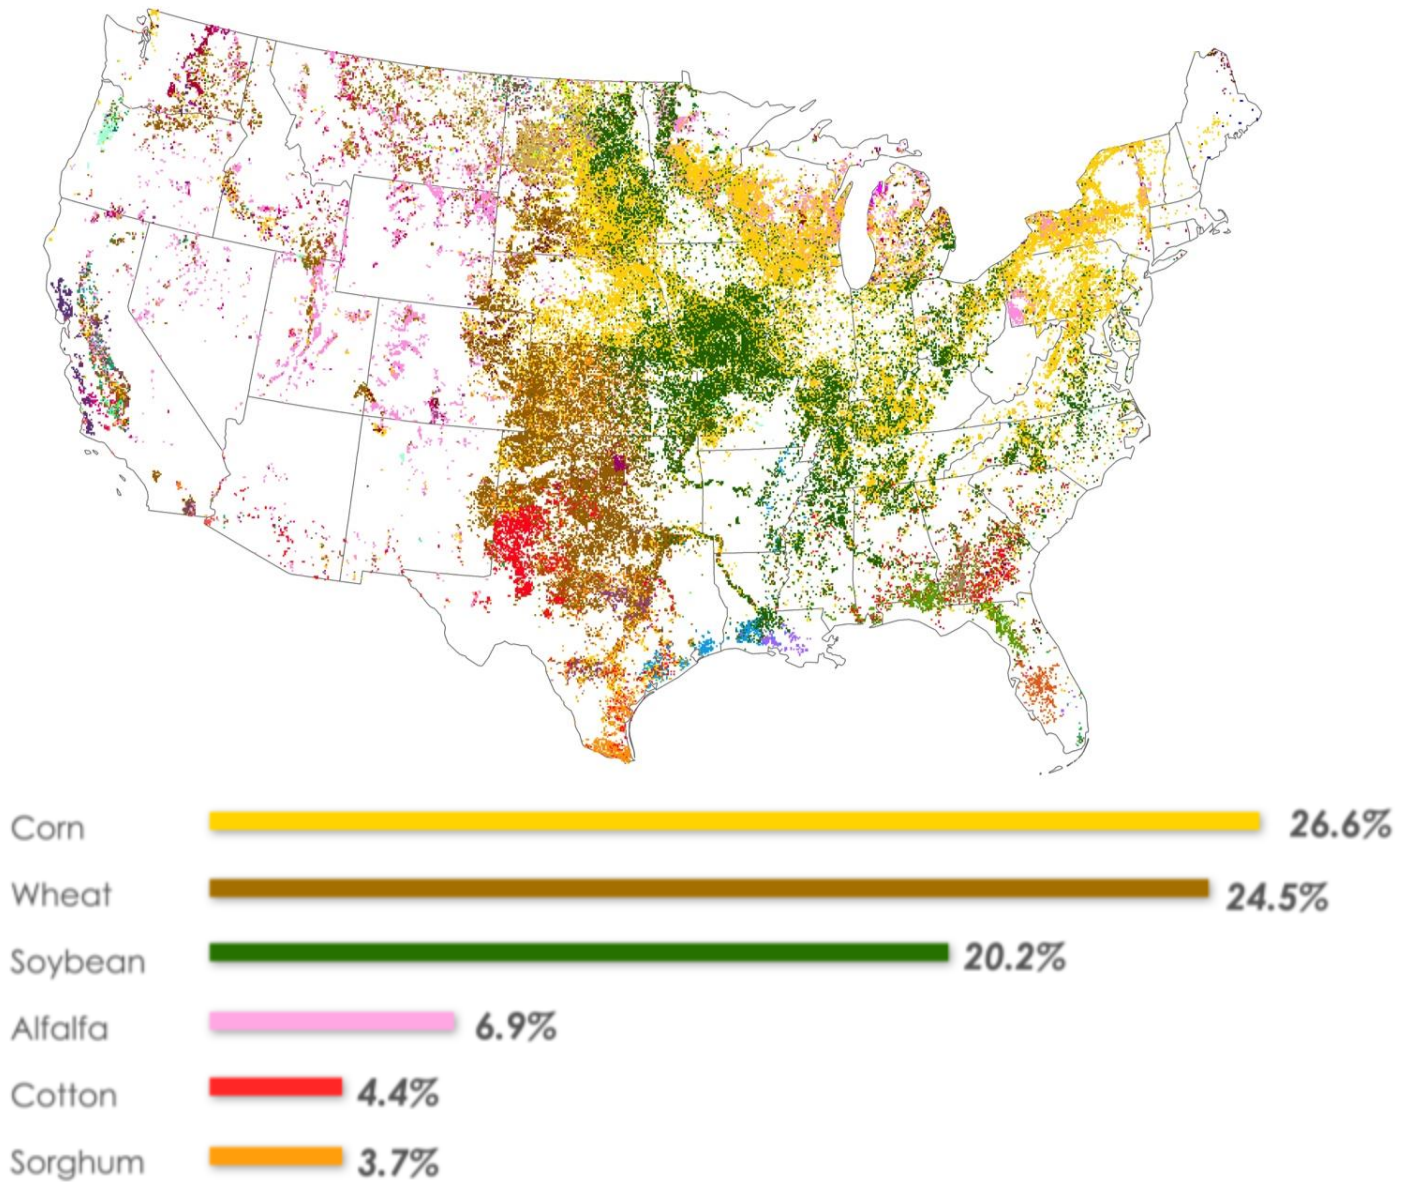 Corn 26.6%
Wheat 24.5%
Soybean 20.2%
Alfalfa 6.9%
Cotton 4.4%
Sorghum 3.7%